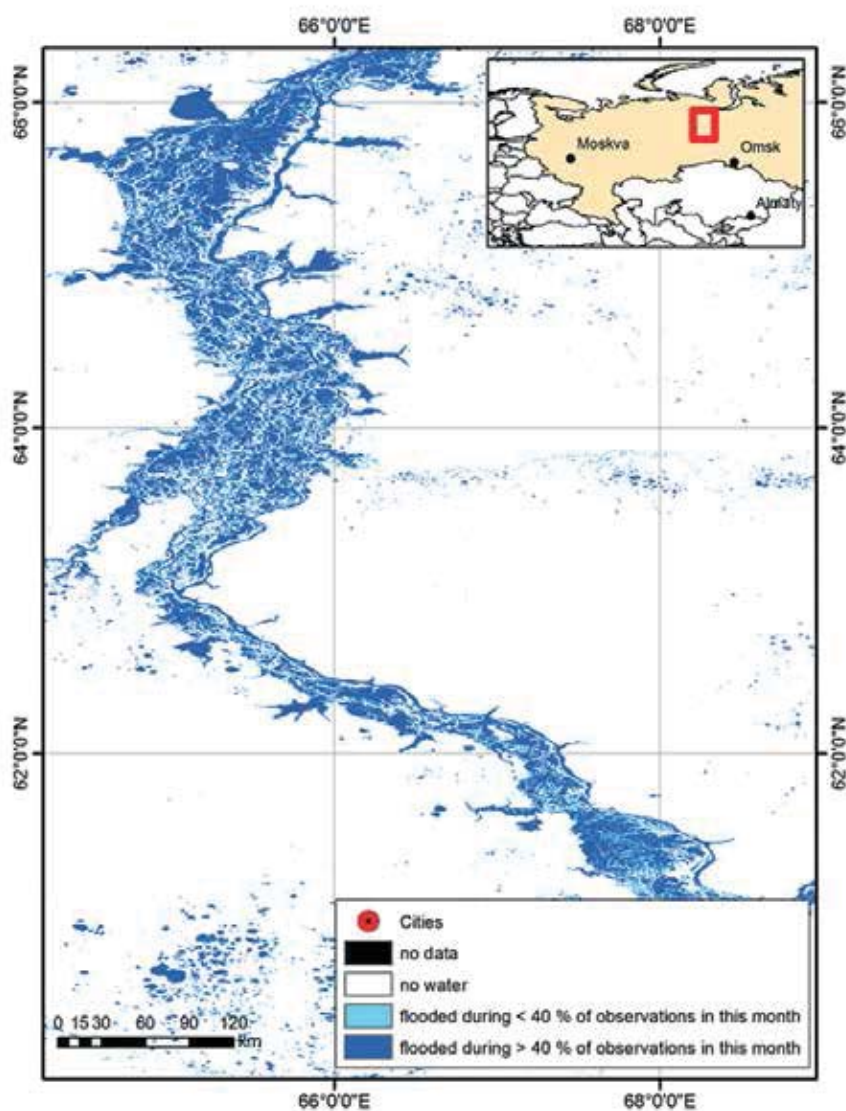 66°0'0"E 68°0'0"E
66°0'0"N 66°0'0"N
Moskva
Omsk
Almaty
64°0'0"N 64°0'0"N
62°0'0"N 62°0'0"N
Cities
no data
no water
flooded during < 40 % of observations in this month
flooded during > 40 % of observations in this month
0 15 30 60 90 120
Km
66°0'0"E 68°0'0"E